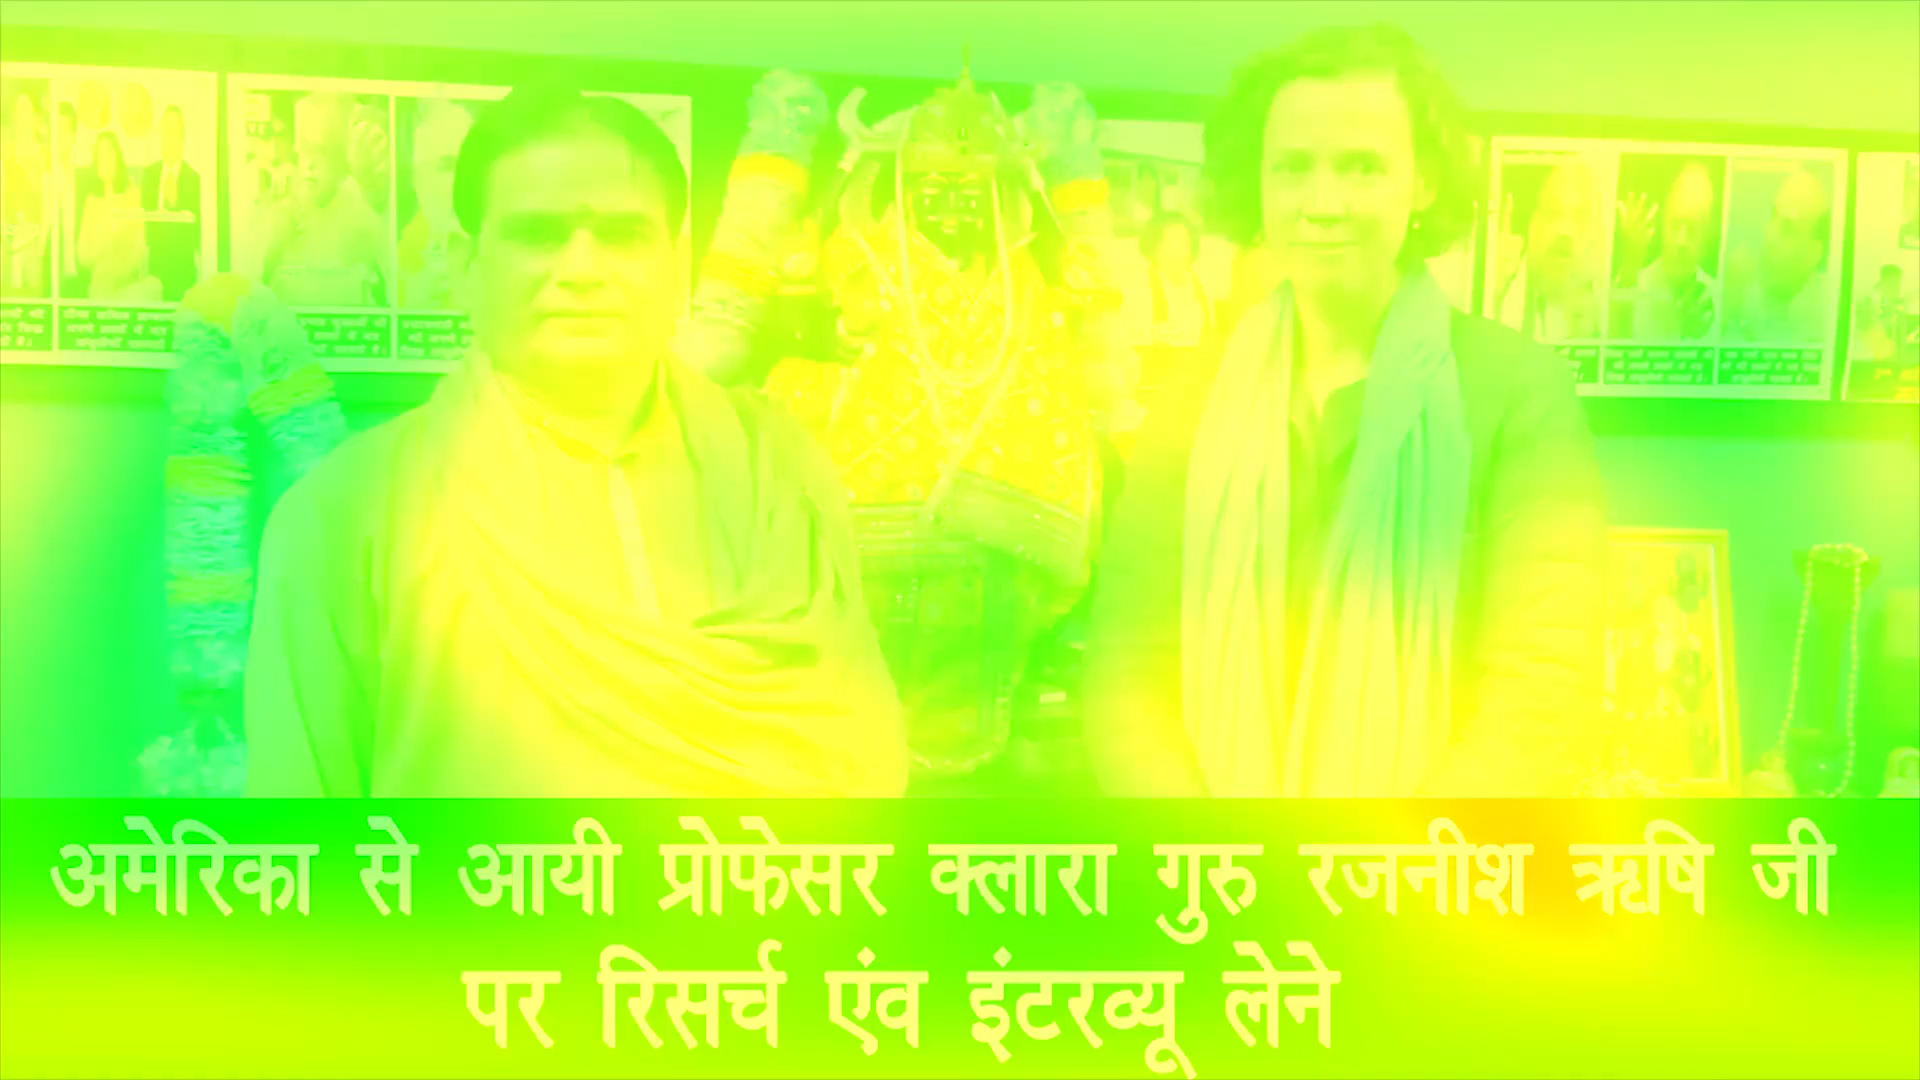 अमेरिका से आयी प्रोफेसर क्लारा गुरु रजनीश ऋषि जी
पर रिसर्च एंव इंटरव्यू लेने